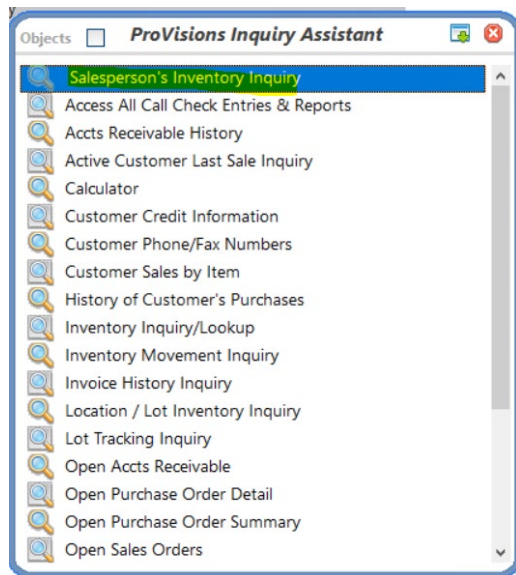 Objects ProVisions Inquiry Assistant
Salesperson's Inventory Inquiry
Access All Call Check Entries & Reports
Accts Receivable History
Active Customer Last Sale Inquiry
Calculator
Customer Credit Information
Customer Phone/Fax Numbers
Customer Sales by Item
History of Customer's Purchases
Inventory Inquiry/Lookup
Inventory Movement Inquiry
Invoice History Inquiry
Location / Lot Inventory Inquiry
Lot Tracking Inquiry
Open Accts Receivable
Open Purchase Order Detail
Open Purchase Order Summary
Open Sales Orders